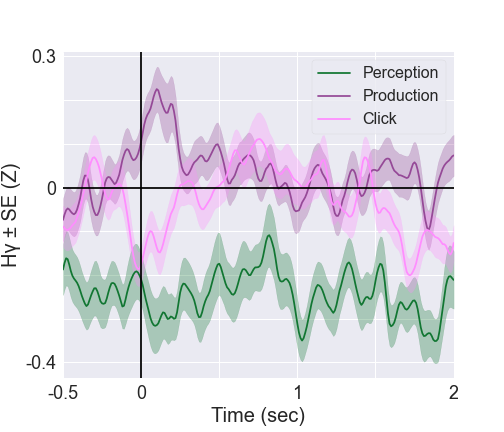 0.3
Perception
Production
Click
0
Hγ ± SE (Z)
-0.4
-0.5
0
1
2
Time (sec)